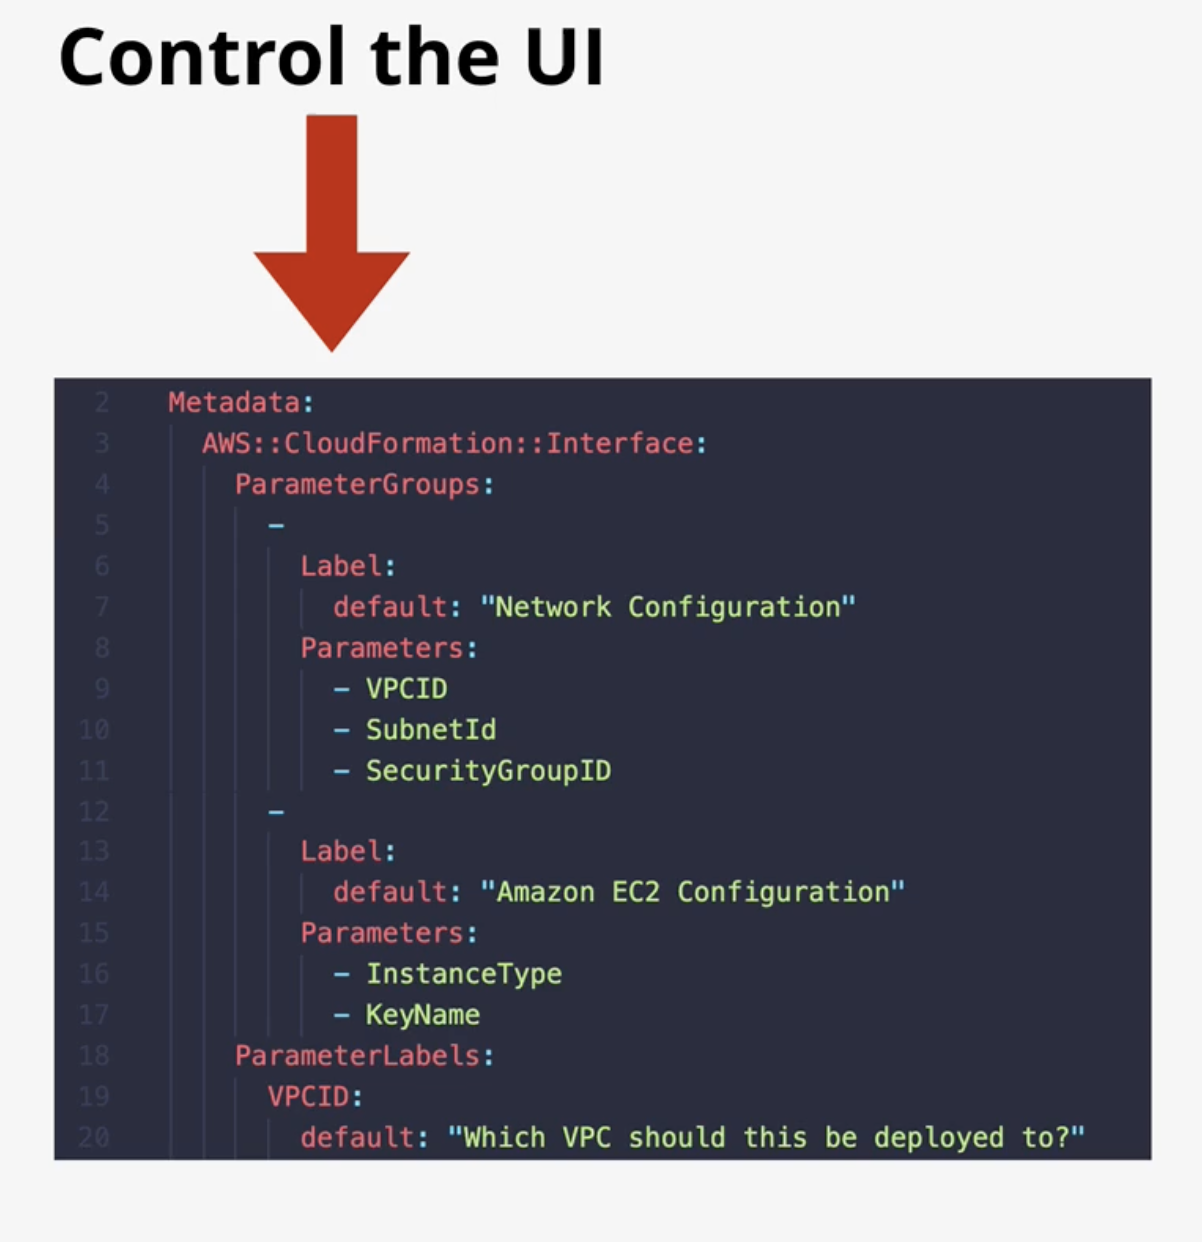 Control the UI
2 Metadata:
3 AWS::CloudFormation::Interface:
4 ParameterGroups:
5 -
6 Label:
7 default: "Network Configuration"
8 Parameters:
9 - VPCID
10 - SubnetId
11 - SecurityGroupID
12 -
13 Label:
14 default: "Amazon EC2 Configuration"
15 Parameters:
16 - InstanceType
17 - KeyName
18 ParameterLabels:
19 VPCID:
20 default: "Which VPC should this be deployed to?"